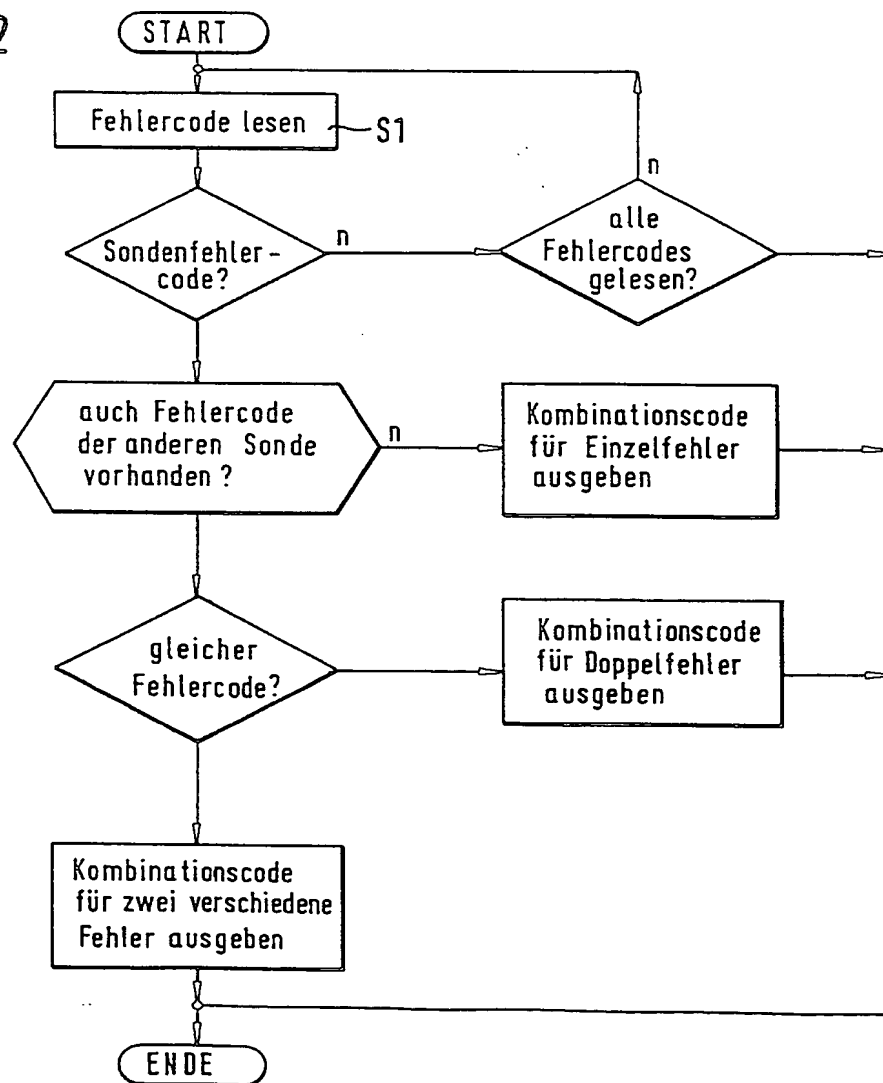 2
START
Fehlercode lesen
S1
n
alle
Fehlercodes
gelesen?
Sondenfehler-
code?
n
auch Fehlercode
der anderen Sonde
vorhanden?
n
Kombinationscode
für Einzelfehler
ausgeben
gleicher
Fehlercode?
Kombinationscode
für Doppelfehler
ausgeben
Kombinationscode
für zwei verschiedene
Fehler ausgeben
ENDE